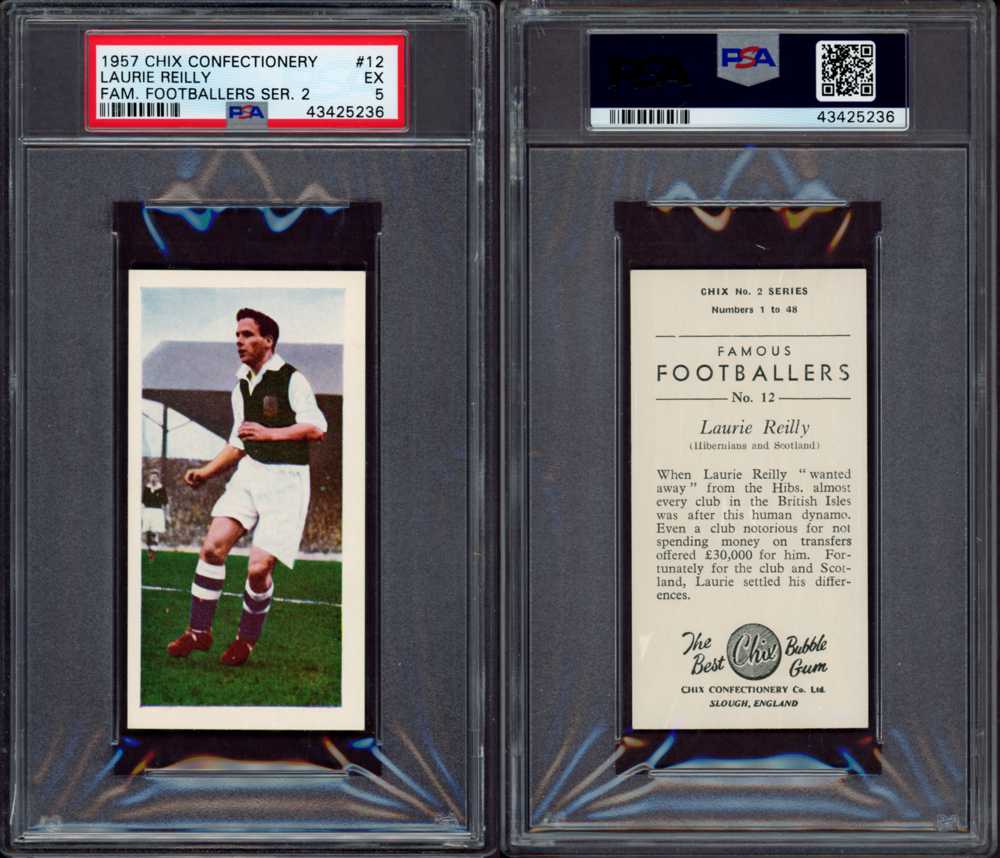 1957 CHIX CONFECTIONERY #12
LAURIE REILLY EX
FAM. FOOTBALLERS SER. 2 5
PSA 43425236
PSA
PSA
43425236
CHIX No. 2 SERIES
Numbers 1 to 48
FAMOUS
FOOTBALLERS
No. 12
Laurie Reilly
(Hibernians and Scotland)
When Laurie Reilly “wanted
away” from the Hibs. almost
every club in the British Isles
was after this human dynamo.
Even a club notorious for not
spending money on transfers
offered £30,000 for him. For-
tunately for the club and Scot-
land, Laurie settled his differ-
ences.
The Best Chix Bubble Gum
CHIX CONFECTIONERY Co. Ltd.
SLOUGH, ENGLAND